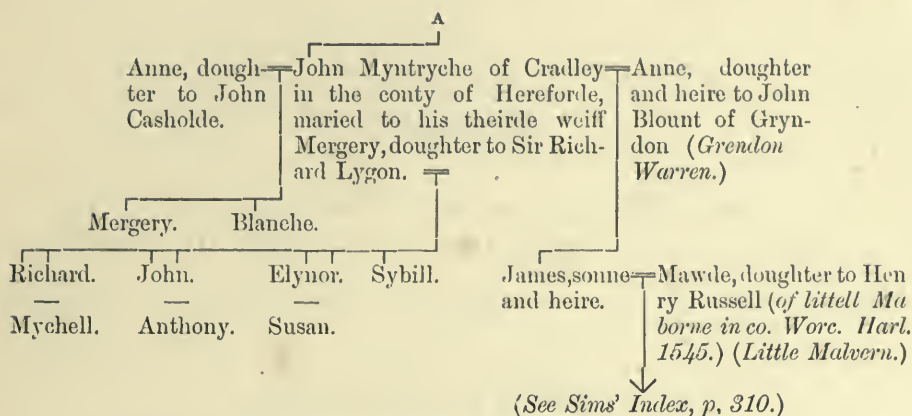 A
Anne, dough-
ter to John
Casholde.
John Myntryche of Cradley
in the conty of Hereforde,
maried to his theirde weiff
Mergery, doughter to Sir Rich-
ard Lygon.
Anne, doughter
and heire to John
Blount of Gryn-
don (Grendon
Warren.)
Mergery. Blanche.
Richard. John. Elynor. Sybill.
Mychell. Anthony. Susan.
James, sonne
and heire.
Mawde, doughter to Hen
ry Russell (of littell Ma
borne in co. Worc. Harl.
1545.) (Little Malvern.)
(See Sims' Index, p, 310.)